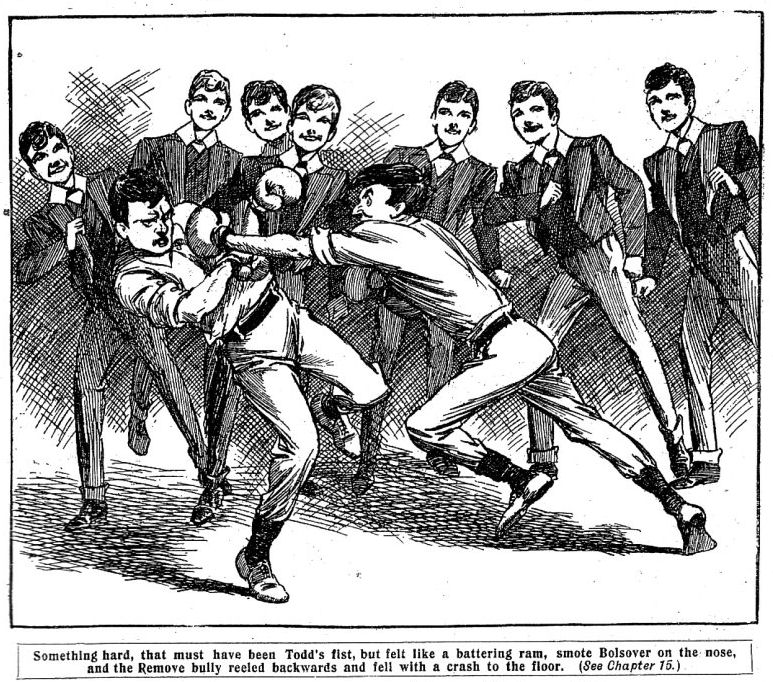 Something hard, that must have been Todd's fist, but felt like a battering ram, smote Bolsover on the nose,
and the Remove bully reeled backwards and fell with a crash to the floor. (See Chapter 15.)